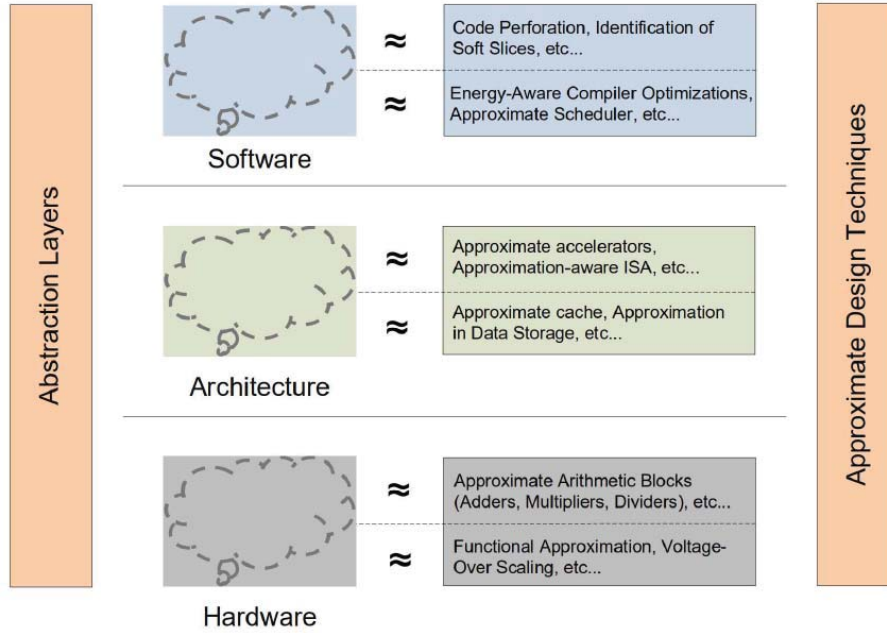 Abstraction Layers
≈
Code Perforation, Identification of
Soft Slices, etc...
≈
Energy-Aware Compiler Optimizations,
Approximate Scheduler, etc...
Software
≈
Approximate accelerators,
Approximation-aware ISA, etc...
≈
Approximate cache, Approximation
in Data Storage, etc...
Architecture
≈
Approximate Arithmetic Blocks
(Adders, Multipliers, Dividers), etc...
≈
Functional Approximation, Voltage-
Over Scaling, etc...
Hardware
Approximate Design Techniques